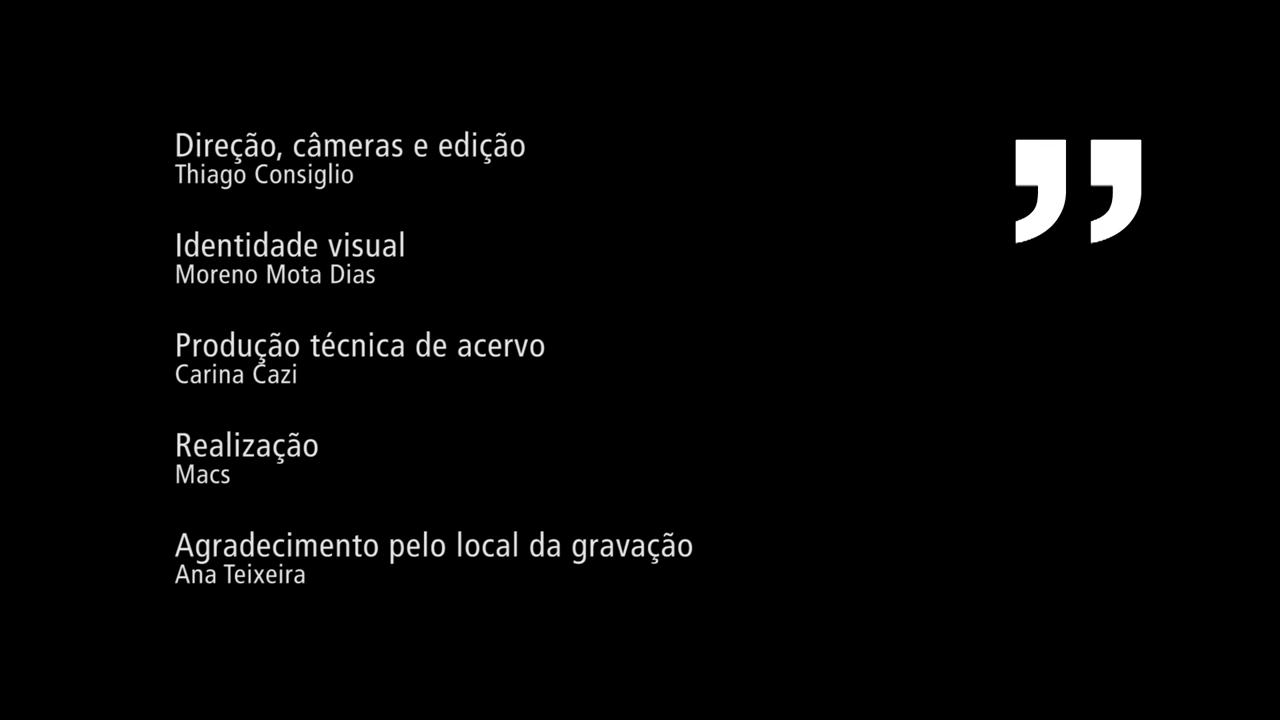 Direção, câmeras e edição
Thiago Consiglio
Identidade visual
Moreno Mota Dias
Produção técnica de acervo
Carina Cazi
Realização
Macs
Agradecimento pelo local da gravação
Ana Teixeira
”